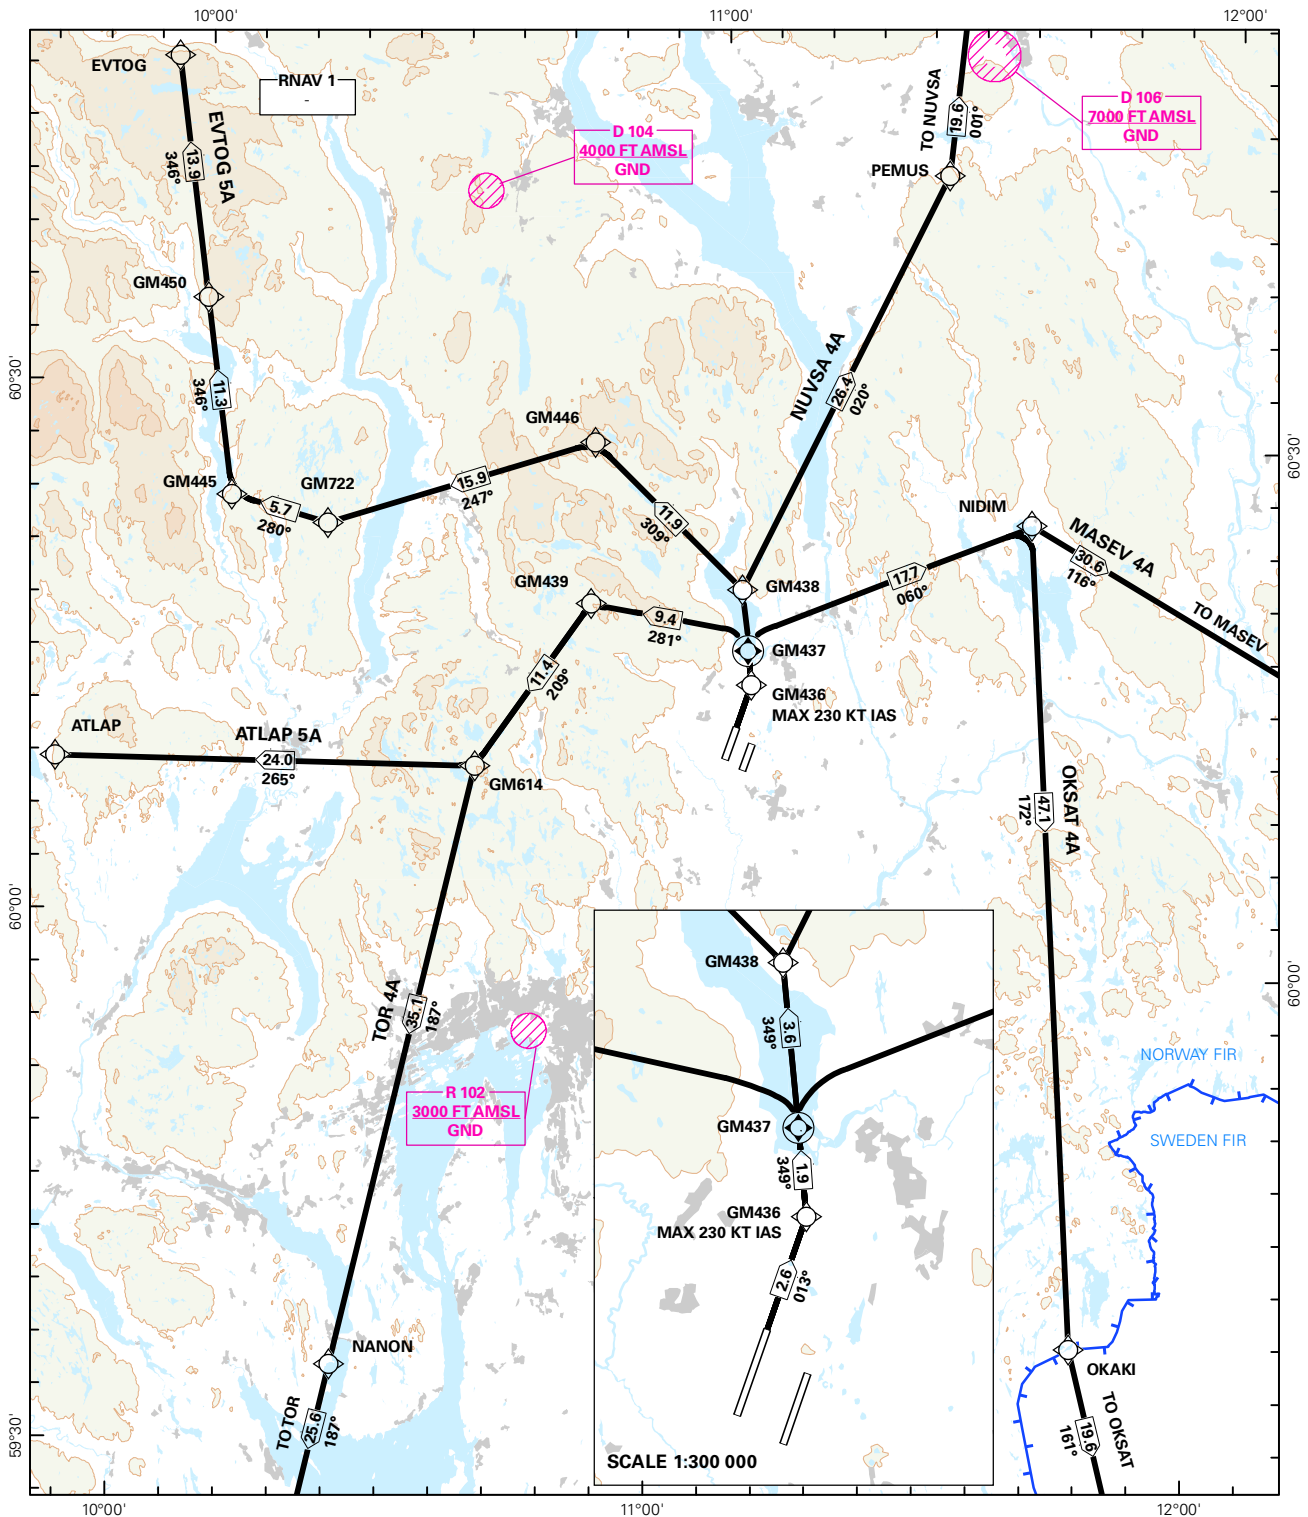 10°00'
11°00'
12°00'
EVTOG
RNAV 1
-
EVTOG 5A
13.9
346°
D 104
4000 FT AMSL
GND
TO NUVSA
19.6
001°
D 106
7000 FT AMSL
GND
PEMUS
GM450
60°30'
11.3
346°
NUVSA 4A
26.4
020°
GM446
GM445
GM722
15.9
247°
5.7
280°
11.9
309°
60°30'
NIDIM
MASEV 4A
30.6
116°
TO MASEV
GM439
GM438
17.7
060°
9.4
281°
GM437
11.4
209°
GM436
MAX 230 KT IAS
ATLAP
ATLAP 5A
24.0
265°
GM614
OKSAT 4A
47.1
172°
60°00'
60°00'
TOR 4A
35.1
187°
R 102
3000 FT AMSL
GND
GM438
3.6
349°
GM437
1.9
349°
GM436
MAX 230 KT IAS
2.6
013°
SCALE 1:300 000
NORWAY FIR
SWEDEN FIR
NANON
OKAKI
TO TOR
25.6
187°
TO OKSAT
19.6
161°
59°30'
10°00'
11°00'
12°00'